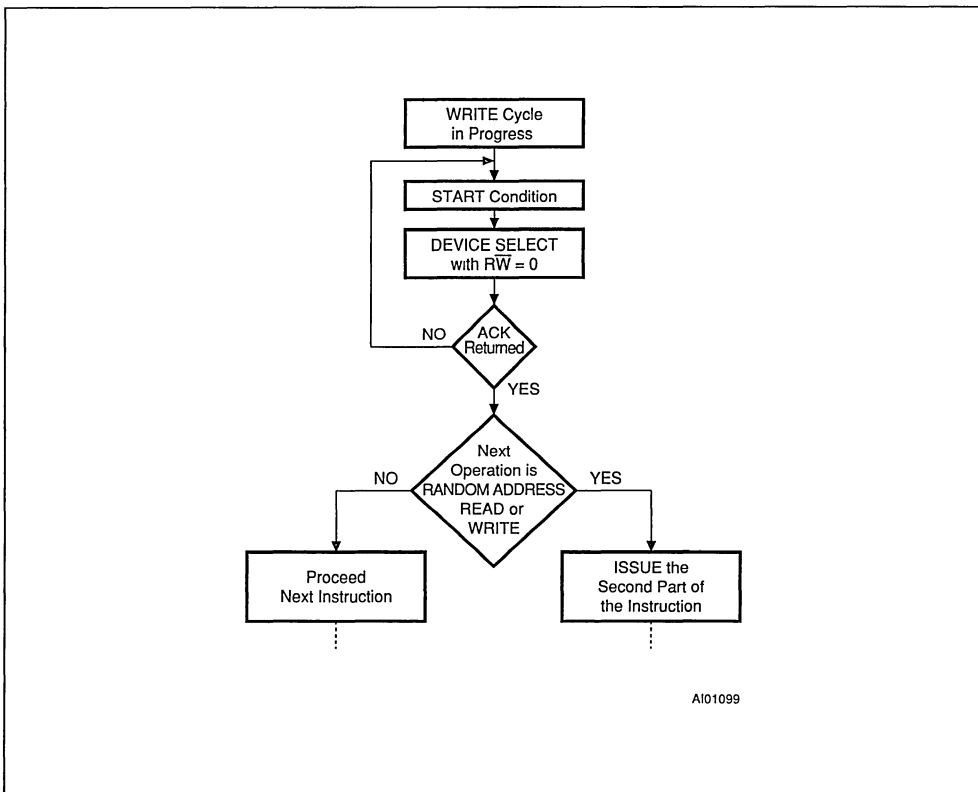 WRITE Cycle
in Progress
START Condition
DEVICE SELECT
with RW̅ = 0
NO
ACK
Returned
YES
Next
Operation is
RANDOM ADDRESS
READ or
WRITE
NO
YES
Proceed
Next Instruction
ISSUE the
Second Part of
the Instruction
AI01099